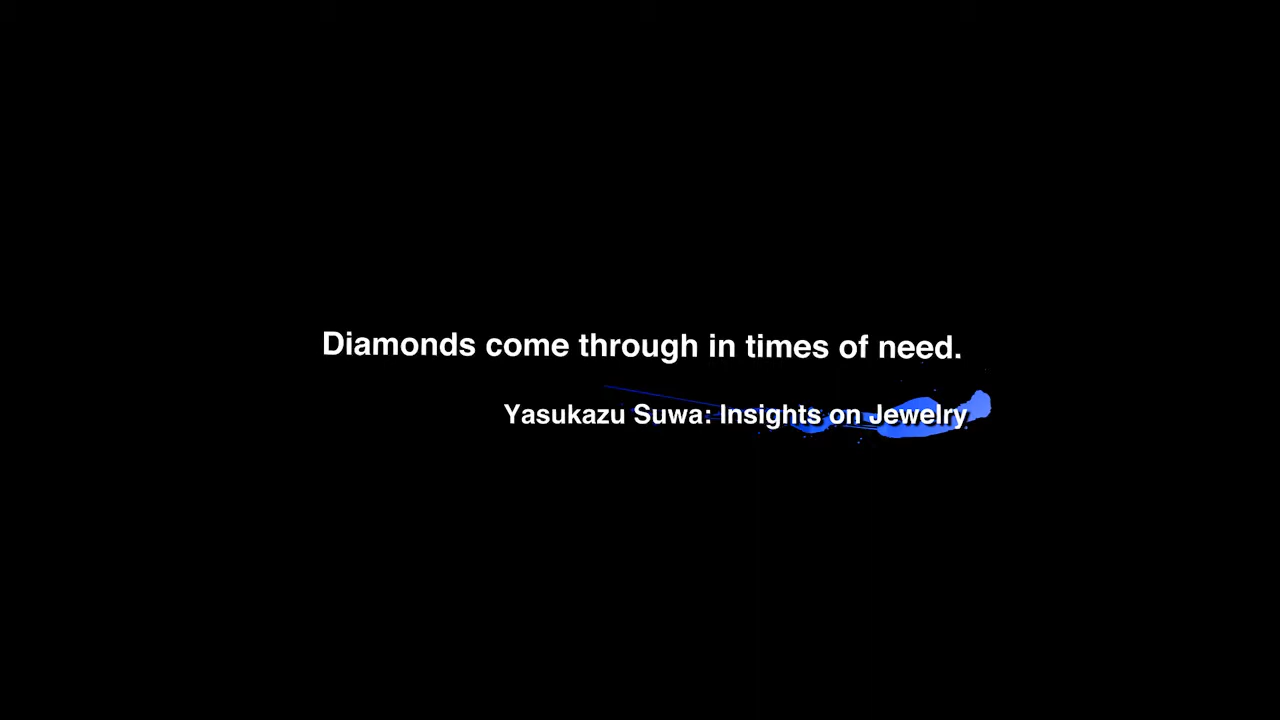 Diamonds come through in times of need.
Yasukazu Suwa: Insights on Jewelry